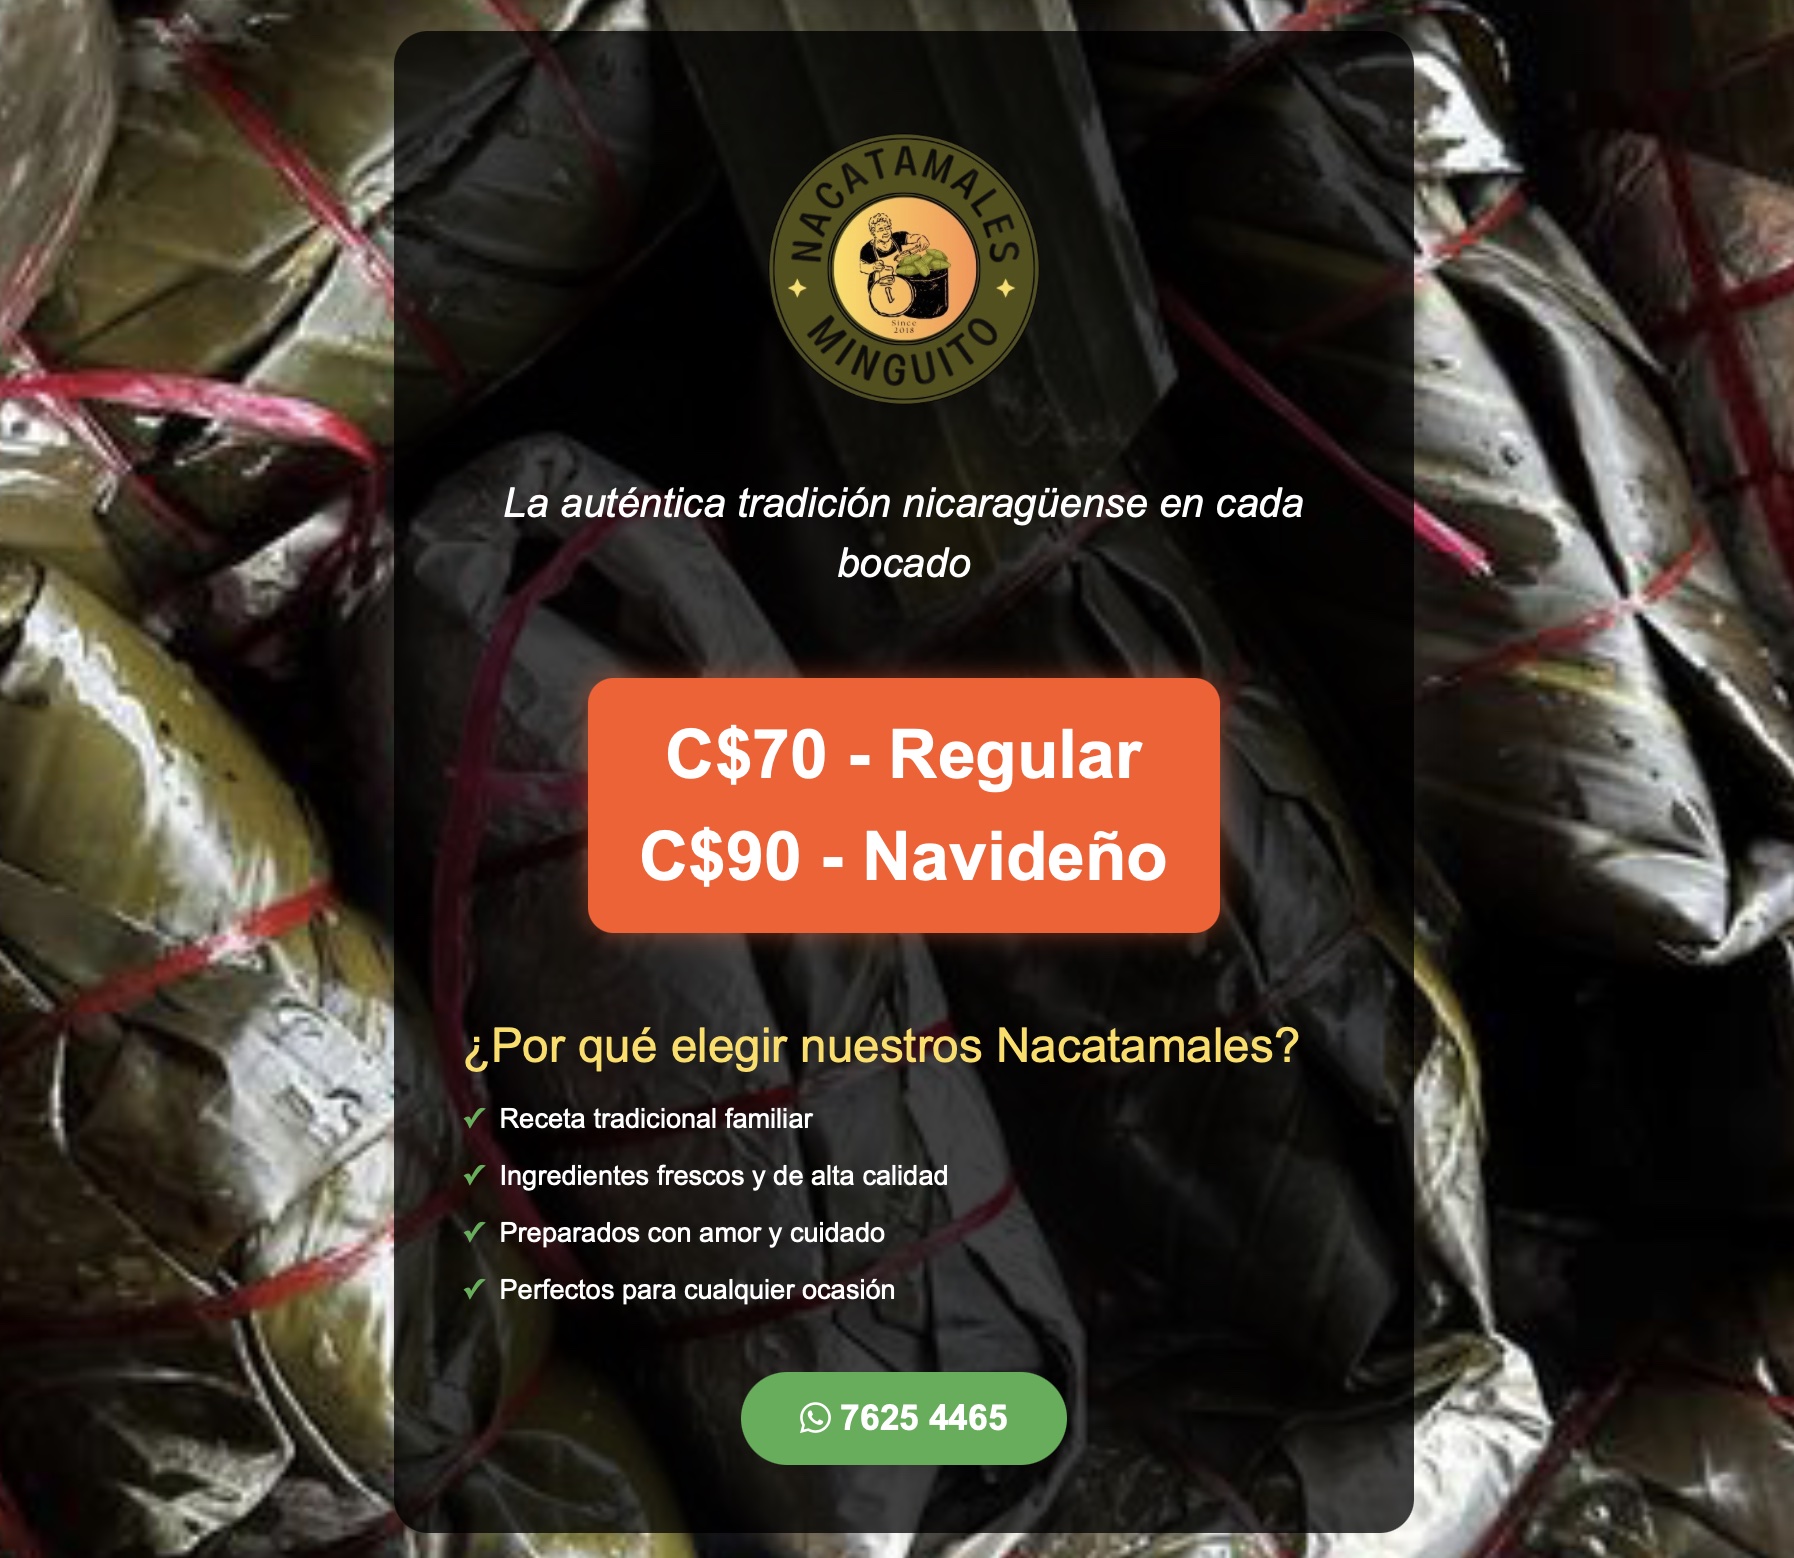 NACATAMALES
Since
2018
MINGUITO
La auténtica tradición nicaragüense en cada
bocado
C$70 - Regular
C$90 - Navideño
¿Por qué elegir nuestros Nacatamales?
✔ Receta tradicional familiar
✔ Ingredientes frescos y de alta calidad
✔ Preparados con amor y cuidado
✔ Perfectos para cualquier ocasión
7625 4465